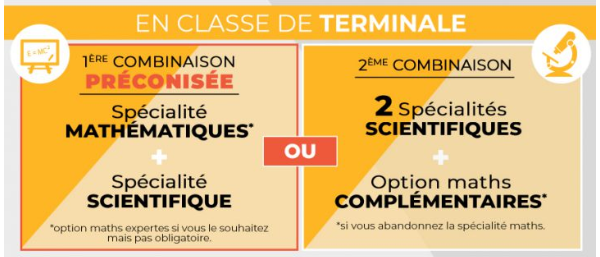 EN CLASSE DE TERMINALE
E=MC²
1ÈRE COMBINAISON
PRÉCONISÉE
Spécialité
MATHÉMATIQUES*
+
Spécialité
SCIENTIFIQUE
*option maths expertes si vous le souhaitez
mais pas obligatoire.
OU
2ÈME COMBINAISON
2 Spécialités
SCIENTIFIQUES
+
Option maths
COMPLÉMENTAIRES*
*si vous abandonnez la spécialité maths.